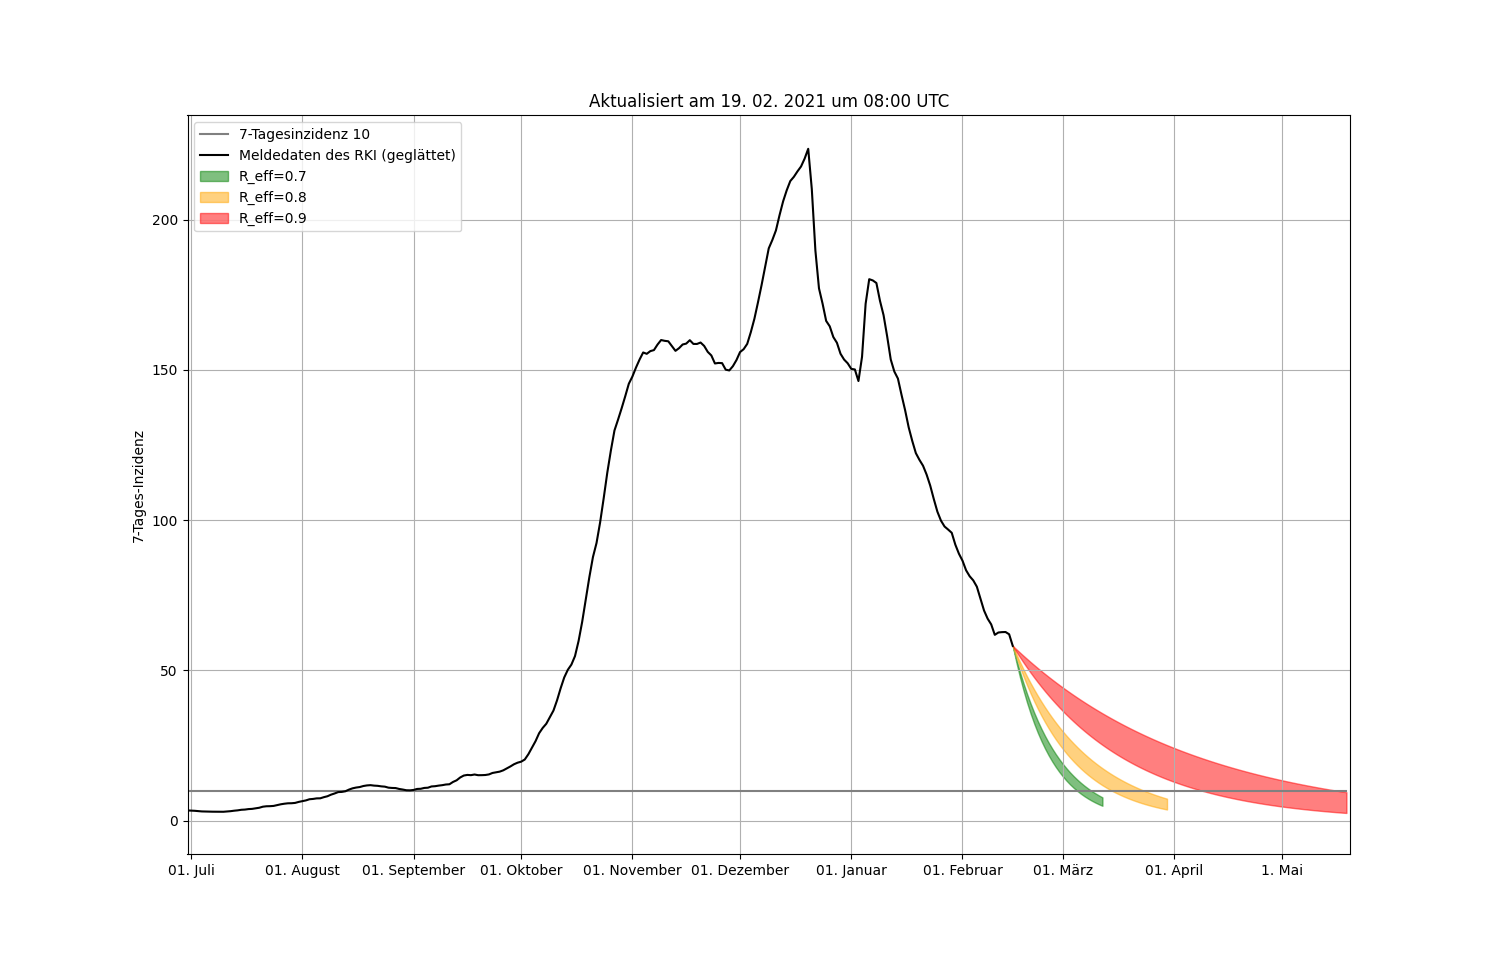 Aktualisiert am 19. 02. 2021 um 08:00 UTC
7-Tagesinzidenz 10
Meldedaten des RKI (geglättet)
R_eff=0.7
R_eff=0.8
R_eff=0.9
7-Tages-Inzidenz
200
150
100
50
0
01. Juli 01. August 01. September 01. Oktober 01. November 01. Dezember 01. Januar 01. Februar 01. März 01. April 1. Mai